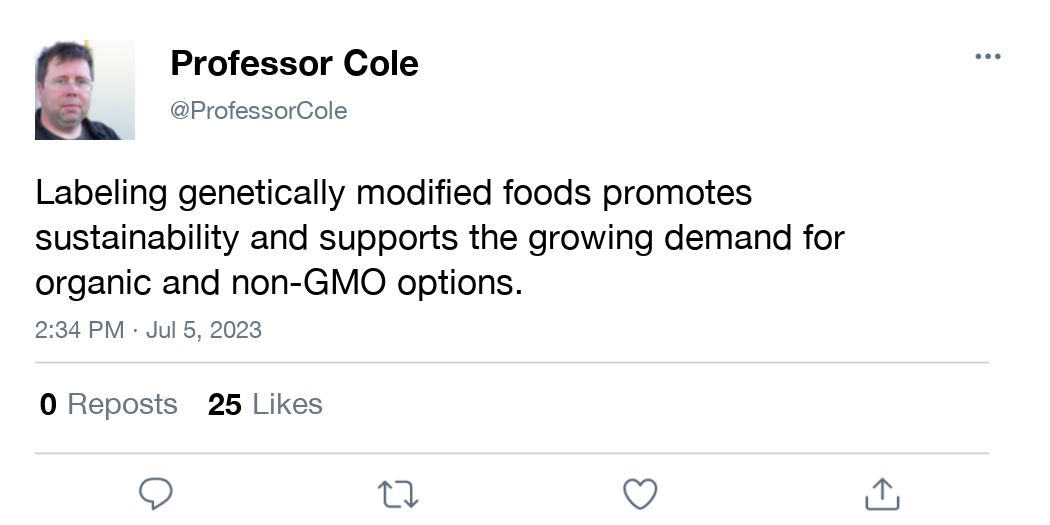 Professor Cole
@ProfessorCole
Labeling genetically modified foods promotes
sustainability and supports the growing demand for
organic and non-GMO options.
2:34 PM · Jul 5, 2023
0 Reposts 25 Likes